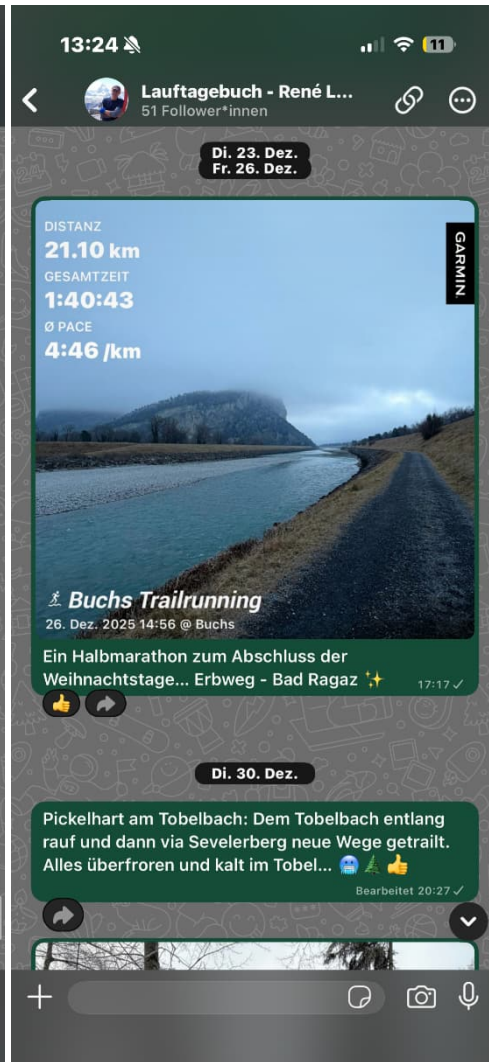 13:24
11
Lauftagebuch - René L...
51 Follower*innen
Di. 23. Dez.
Fr. 26. Dez.
DISTANZ
21.10 km
GESAMTZEIT
1:40:43
Ø PACE
4:46 /km
GARMIN
Buchs Trailrunning
26. Dez. 2025 14:56 @ Buchs
Ein Halbmarathon zum Abschluss der
Weihnachtstage... Erbweg - Bad Ragaz ✨
17:17
Di. 30. Dez.
Pickelhart am Tobelbach: Dem Tobelbach entlang
rauf und dann via Sevelerberg neue Wege getrailt.
Alles überfroren und kalt im Tobel... 🥶🌲👍
Bearbeitet 20:27